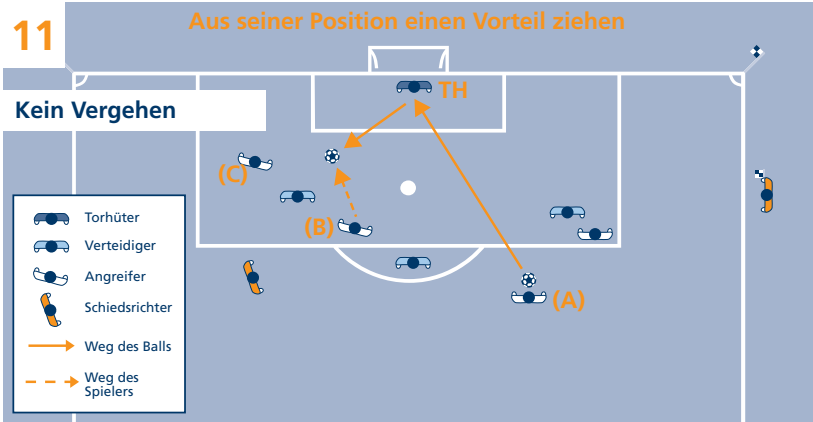 11
Aus seiner Position einen Vorteil ziehen
Kein Vergehen
TH
(C)
(B)
(A)
Torhüter
Verteidiger
Angreifer
Schiedsrichter
Weg des Balls
Weg des
Spielers